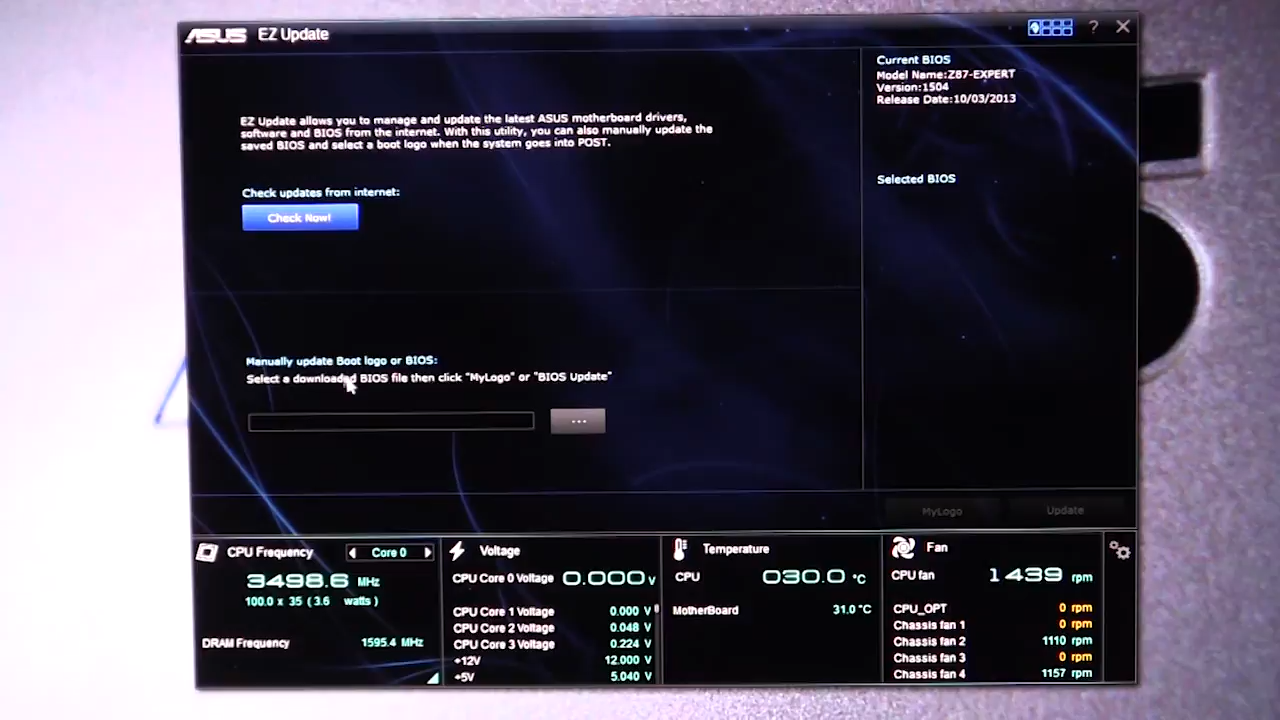 ASUS EZ Update ?
Current BIOS
Model Name:Z87-EXPERT
Version:1504
Release Date:10/03/2013
EZ Update allows you to manage and update the latest ASUS motherboard drivers,
software and BIOS from the internet. With this utility, you can also manually update the
saved BIOS and select a boot logo when the system goes into POST.
Selected BIOS
Check updates from internet:
Check Now!
Manually update Boot logo or BIOS:
Select a downloaded BIOS file then click "MyLogo" or "BIOS Update"
...
MyLogo Update
CPU Frequency Core 0
3498.6 MHz
100.0 x 35 ( 3.6 watts )
DRAM Frequency 1595.4 MHz
Voltage
CPU Core 0 Voltage 0.000 V
CPU Core 1 Voltage 0.000 V
CPU Core 2 Voltage 0.048 V
CPU Core 3 Voltage 0.224 V
+12V 12.000 V
+5V 5.040 V
Temperature
CPU 030.0 °C
MotherBoard 31.0 °C
Fan
CPU fan 1439 rpm
CPU_OPT 0 rpm
Chassis fan 1 0 rpm
Chassis fan 2 1110 rpm
Chassis fan 3 0 rpm
Chassis fan 4 1157 rpm